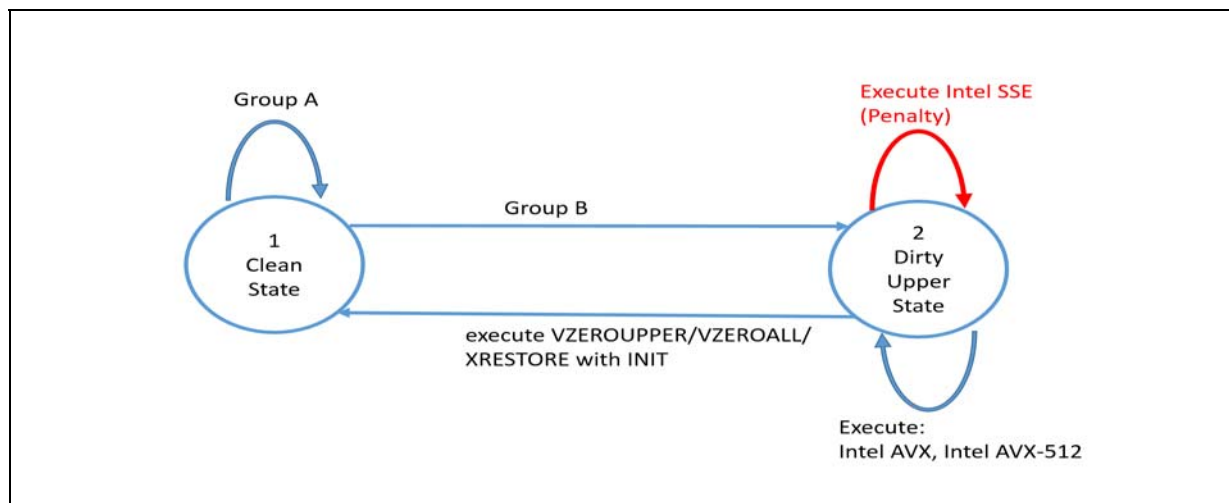 Group A
Execute Intel SSE
(Penalty)
Group B
1
Clean
State
2
Dirty
Upper
State
execute VZEROUPPER/VZEROALL/
XRESTORE with INIT
Execute:
Intel AVX, Intel AVX-512